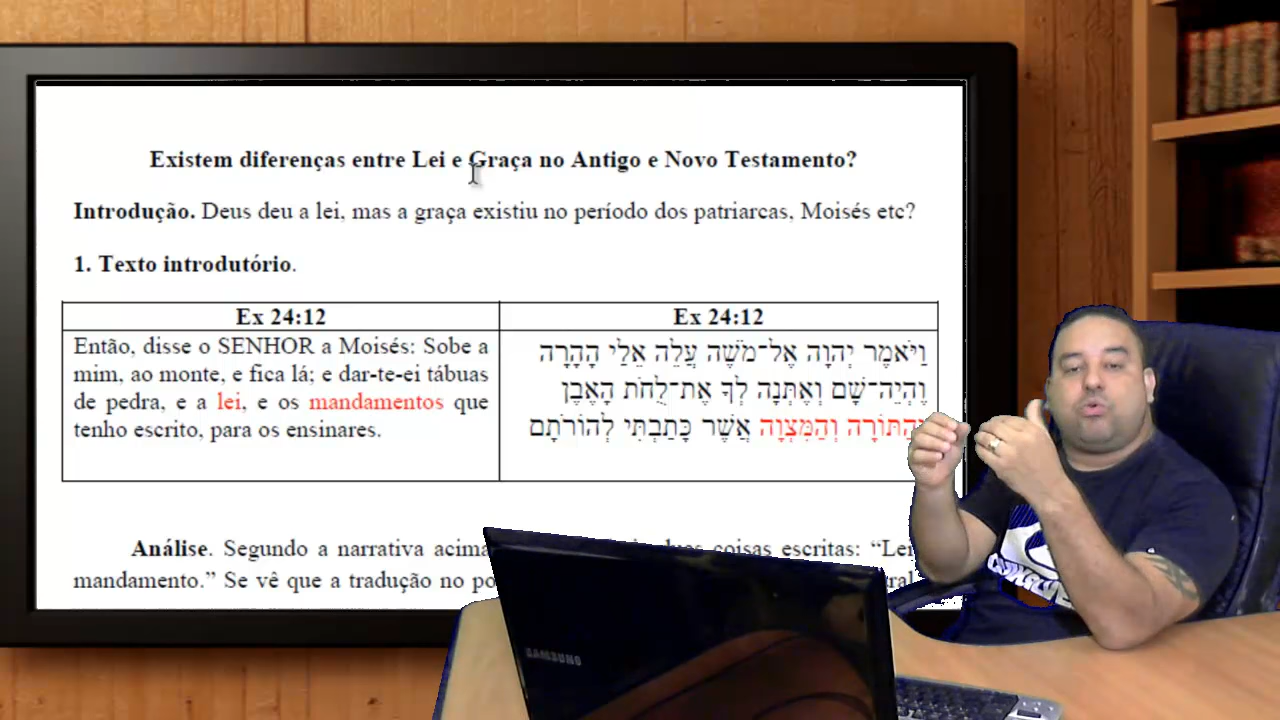 Existem diferenças entre Lei e Graça no Antigo e Novo Testamento?
Introdução. Deus deu a lei, mas a graça existiu no período dos patriarcas, Moisés etc?
1. Texto introdutório.
Ex 24:12
Então, disse o SENHOR a Moisés: Sobe a
mim, ao monte, e fica lá; e dar-te-ei tábuas
de pedra, e a lei, e os mandamentos que
tenho escrito, para os ensinares.
Ex 24:12
וַיֹּאמֶר יְהוָה אֶל־מֹשֶׁה עֲלֵה אֵלַי הָהָרָה
וֶהְיֵה־שָׁם וְאֶתְּנָה לְךָ אֶת־לֻחֹת הָאֶבֶן
וְהַתּוֹרָה וְהַמִּצְוָה אֲשֶׁר כָּתַבְתִּי לְהוֹרֹתָם
Análise. Segundo a narrativa acima coisas escritas:
mandamento.” Se vê que a tradução no
SAMSUNG